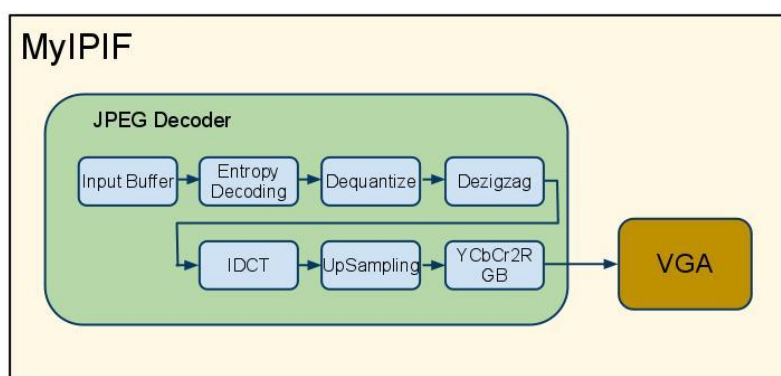 MyIPIF
JPEG Decoder
Input Buffer
Entropy
Decoding
Dequantize
Dezigzag
IDCT
UpSampling
YCbCr2R
GB
VGA